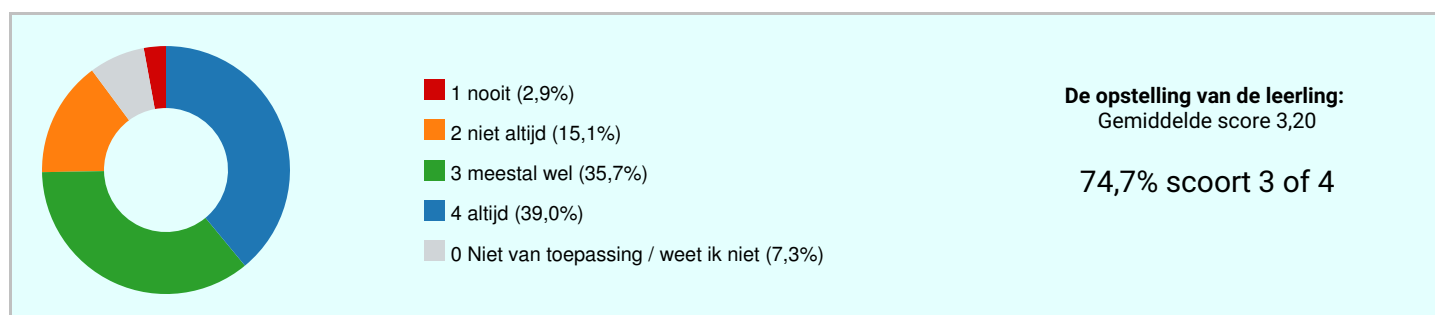 1 nooit (2,9%)
2 niet altijd (15,1%)
3 meestal wel (35,7%)
4 altijd (39,0%)
0 Niet van toepassing / weet ik niet (7,3%)
De opstelling van de leerling:
Gemiddelde score 3,20
74,7% scoort 3 of 4